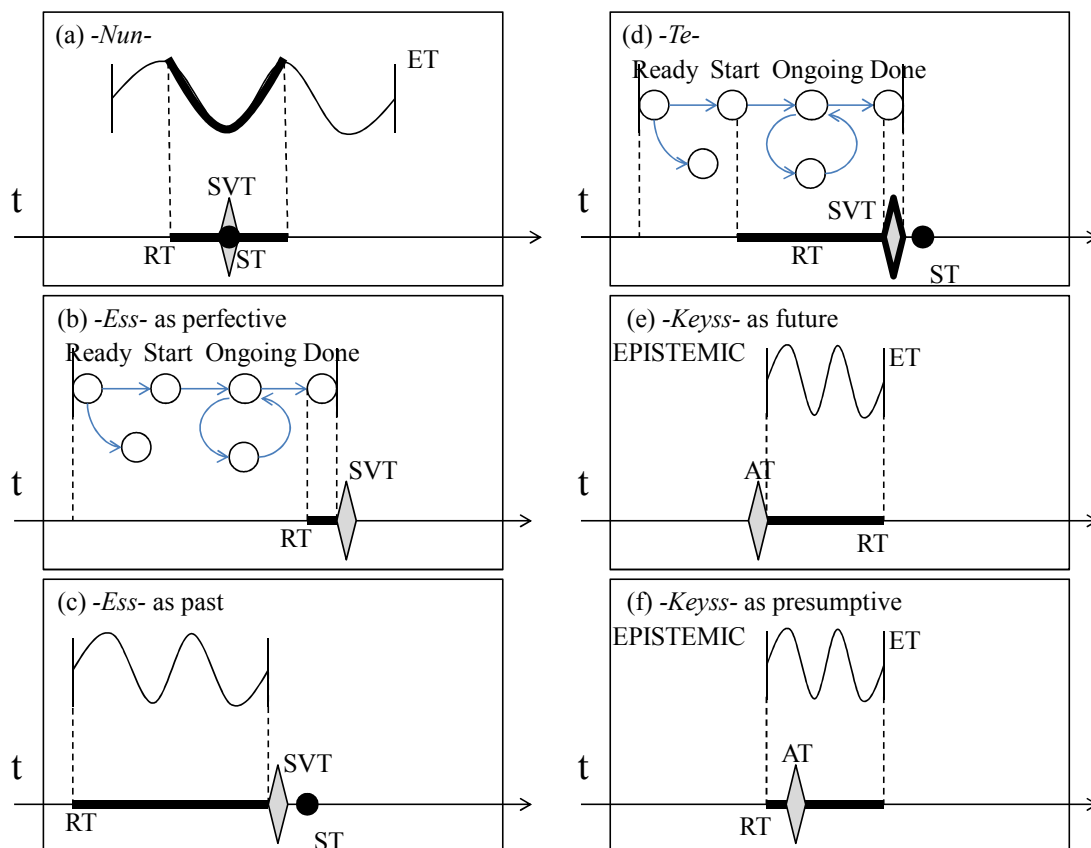 (a) -Nun-
ET
SVT
t
RT
ST
(b) -Ess- as perfective
Ready Start Ongoing Done
SVT
t
RT
(c) -Ess- as past
SVT
t
RT
ST
(d) -Te-
Ready Start Ongoing Done
SVT
t
RT
ST
(e) -Keyss- as future
EPISTEMIC
ET
AT
t
RT
(f) -Keyss- as presumptive
EPISTEMIC
ET
AT
t
RT